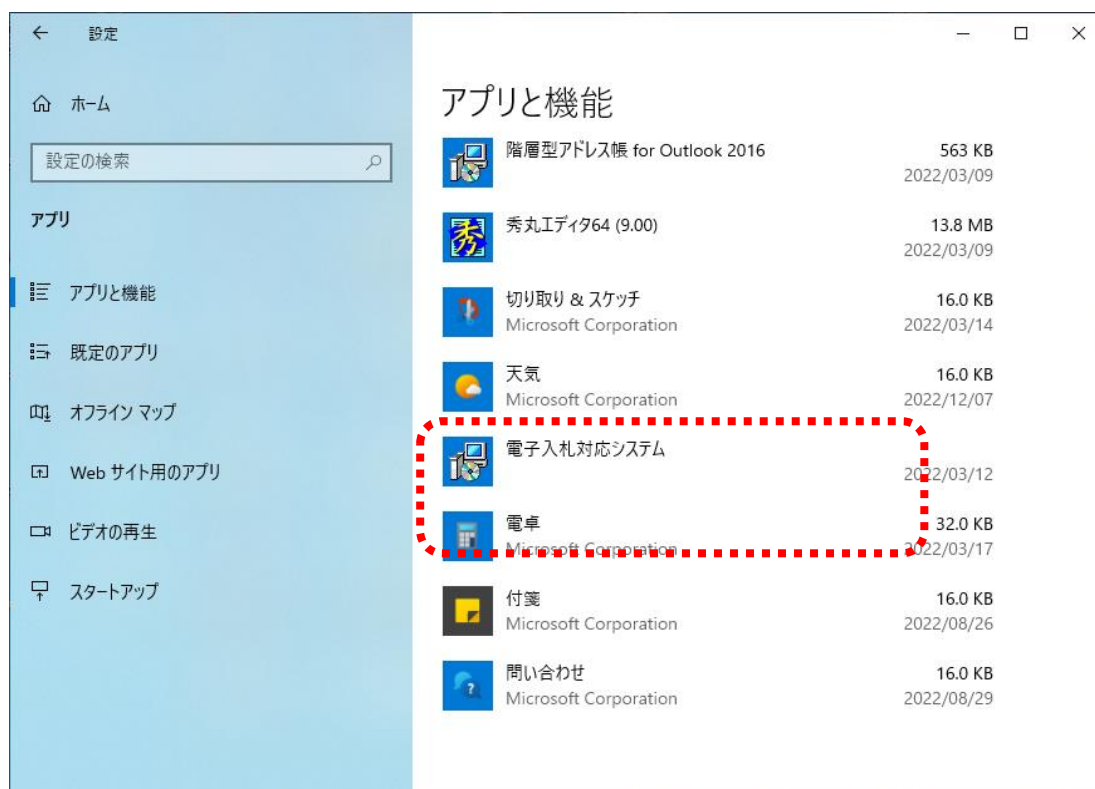 設定
ホーム
設定の検索
アプリ
アプリと機能
既定のアプリ
オフライン マップ
Web サイト用のアプリ
ビデオの再生
スタートアップ
アプリと機能
階層型アドレス帳 for Outlook 2016 563 KB
2022/03/09
秀丸エディタ64 (9.00) 13.8 MB
2022/03/09
切り取り & スケッチ 16.0 KB
Microsoft Corporation 2022/03/14
天気 16.0 KB
Microsoft Corporation 2022/12/07
電子入札対応システム
2022/03/12
電卓 32.0 KB
Microsoft Corporation 2022/03/17
付箋 16.0 KB
Microsoft Corporation 2022/08/26
問い合わせ 16.0 KB
Microsoft Corporation 2022/08/29